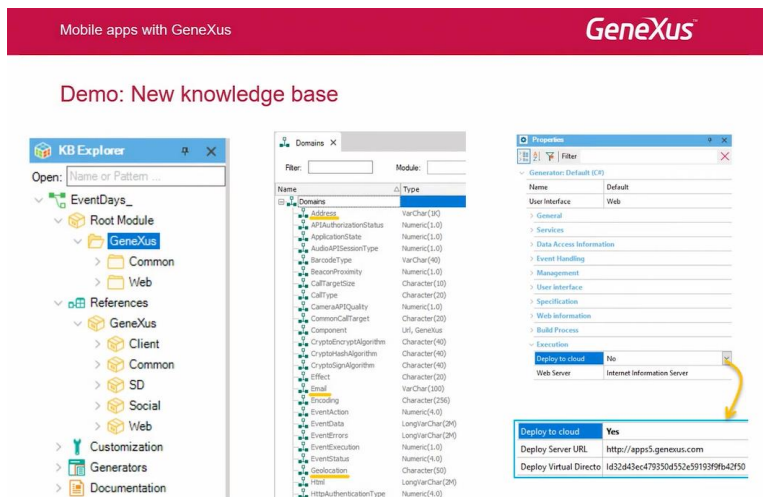 Mobile apps with GeneXus
GeneXus™
Demo: New knowledge base
KB Explorer
Open: Name or Pattern ...
EventDays_
Root Module
GeneXus
Common
Web
References
GeneXus
Client
Common
SD
Social
Web
Customization
Generators
Documentation
Domains
Filter: Module:
Name Type
Domains
Address VarChar(1K)
APIAuthorizationStatus Numeric(1.0)
ApplicationState Numeric(1.0)
AudioAPISessionType Numeric(1.0)
BarcodeType VarChar(40)
BeaconProximity Numeric(1.0)
CallTargetSize Character(10)
CallType Character(20)
CameraAPIQuality Numeric(1.0)
CommonCallTarget Character(20)
Component Url, GeneXus
CryptoEncryptAlgorithm Character(40)
CryptoHashAlgorithm Character(40)
CryptoSignAlgorithm Character(40)
Effect Character(20)
Email VarChar(100)
Encoding Character(256)
EventAction Numeric(4.0)
EventData LongVarChar(2M)
EventErrors LongVarChar(2M)
EventExecution Numeric(1.0)
EventStatus Numeric(4.0)
Geolocation Character(50)
Html LongVarChar(2M)
HttpAuthenticationType Numeric(4.0)
Properties
Filter
Generator: Default (C#)
Name Default
User Interface Web
General
Services
Data Access Information
Event Handling
Management
User interface
Specification
Web information
Build Process
Execution
Deploy to cloud No
Web Server Internet Information Server
Deploy to cloud Yes
Deploy Server URL http://apps5.genexus.com
Deploy Virtual Directo Id32d43ec479350d552e59193f9fb42f50